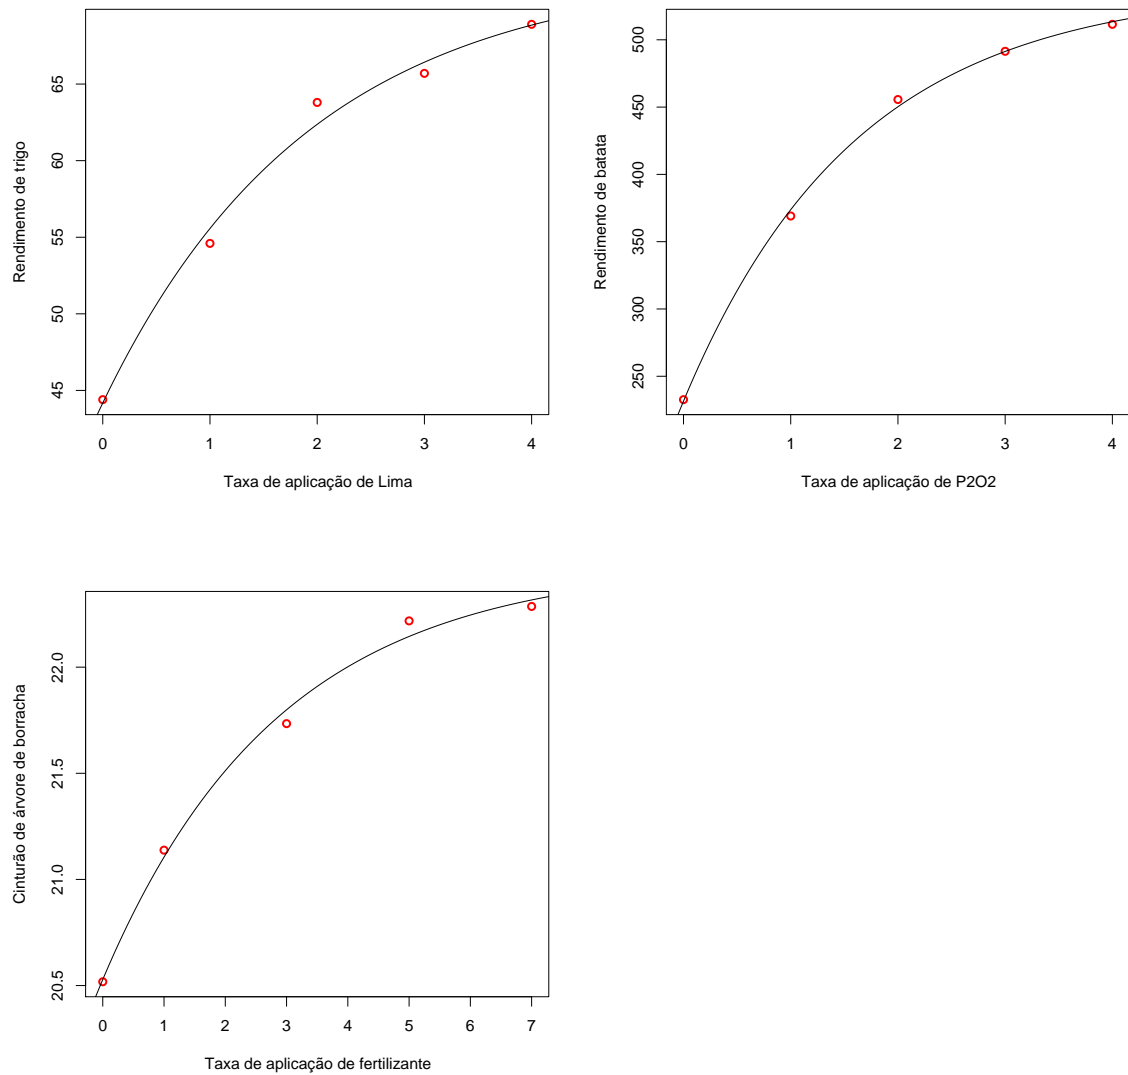 Rendimento de trigo
65
60
55
50
45
0 1 2 3 4
Taxa de aplicação de Lima
Rendimento de batata
500
450
400
350
300
250
0 1 2 3 4
Taxa de aplicação de P2O2
Cinturão de árvore de borracha
22.0
21.5
21.0
20.5
0 1 2 3 4 5 6 7
Taxa de aplicação de fertilizante